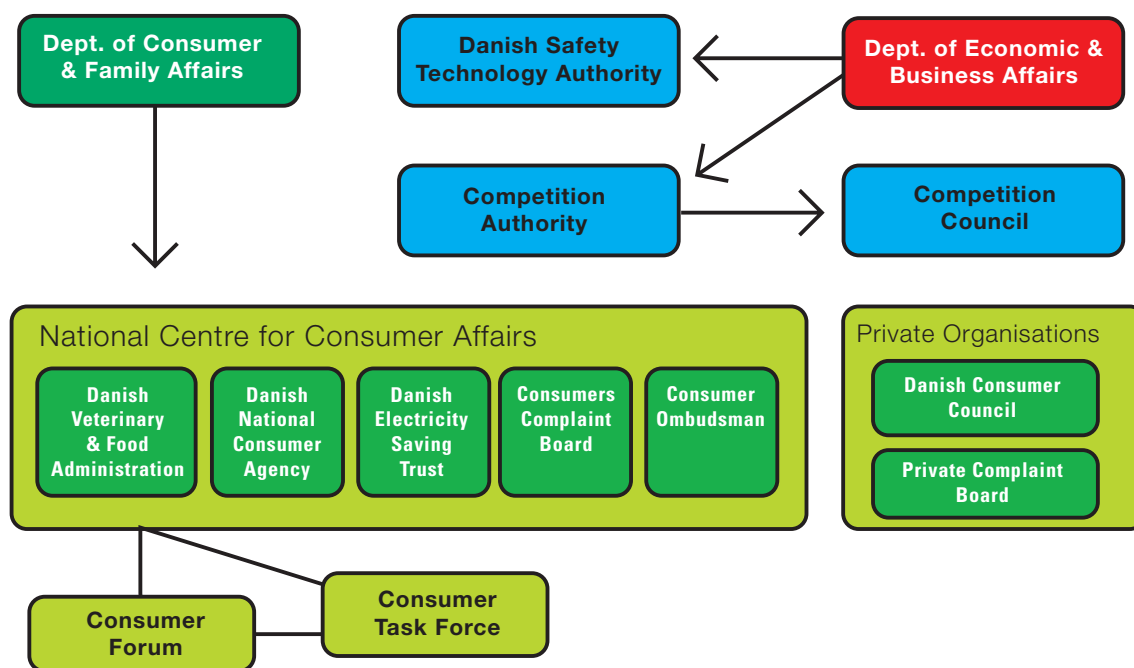 Dept. of Consumer
& Family Affairs
Danish Safety
Technology Authority
Dept. of Economic &
Business Affairs
Competition
Authority
Competition
Council
National Centre for Consumer Affairs
Danish
Veterinary
& Food
Administration
Danish
National
Consumer
Agency
Danish
Electricity
Saving
Trust
Consumers
Complaint
Board
Consumer
Ombudsman
Private Organisations
Danish Consumer
Council
Private Complaint
Board
Consumer
Forum
Consumer
Task Force